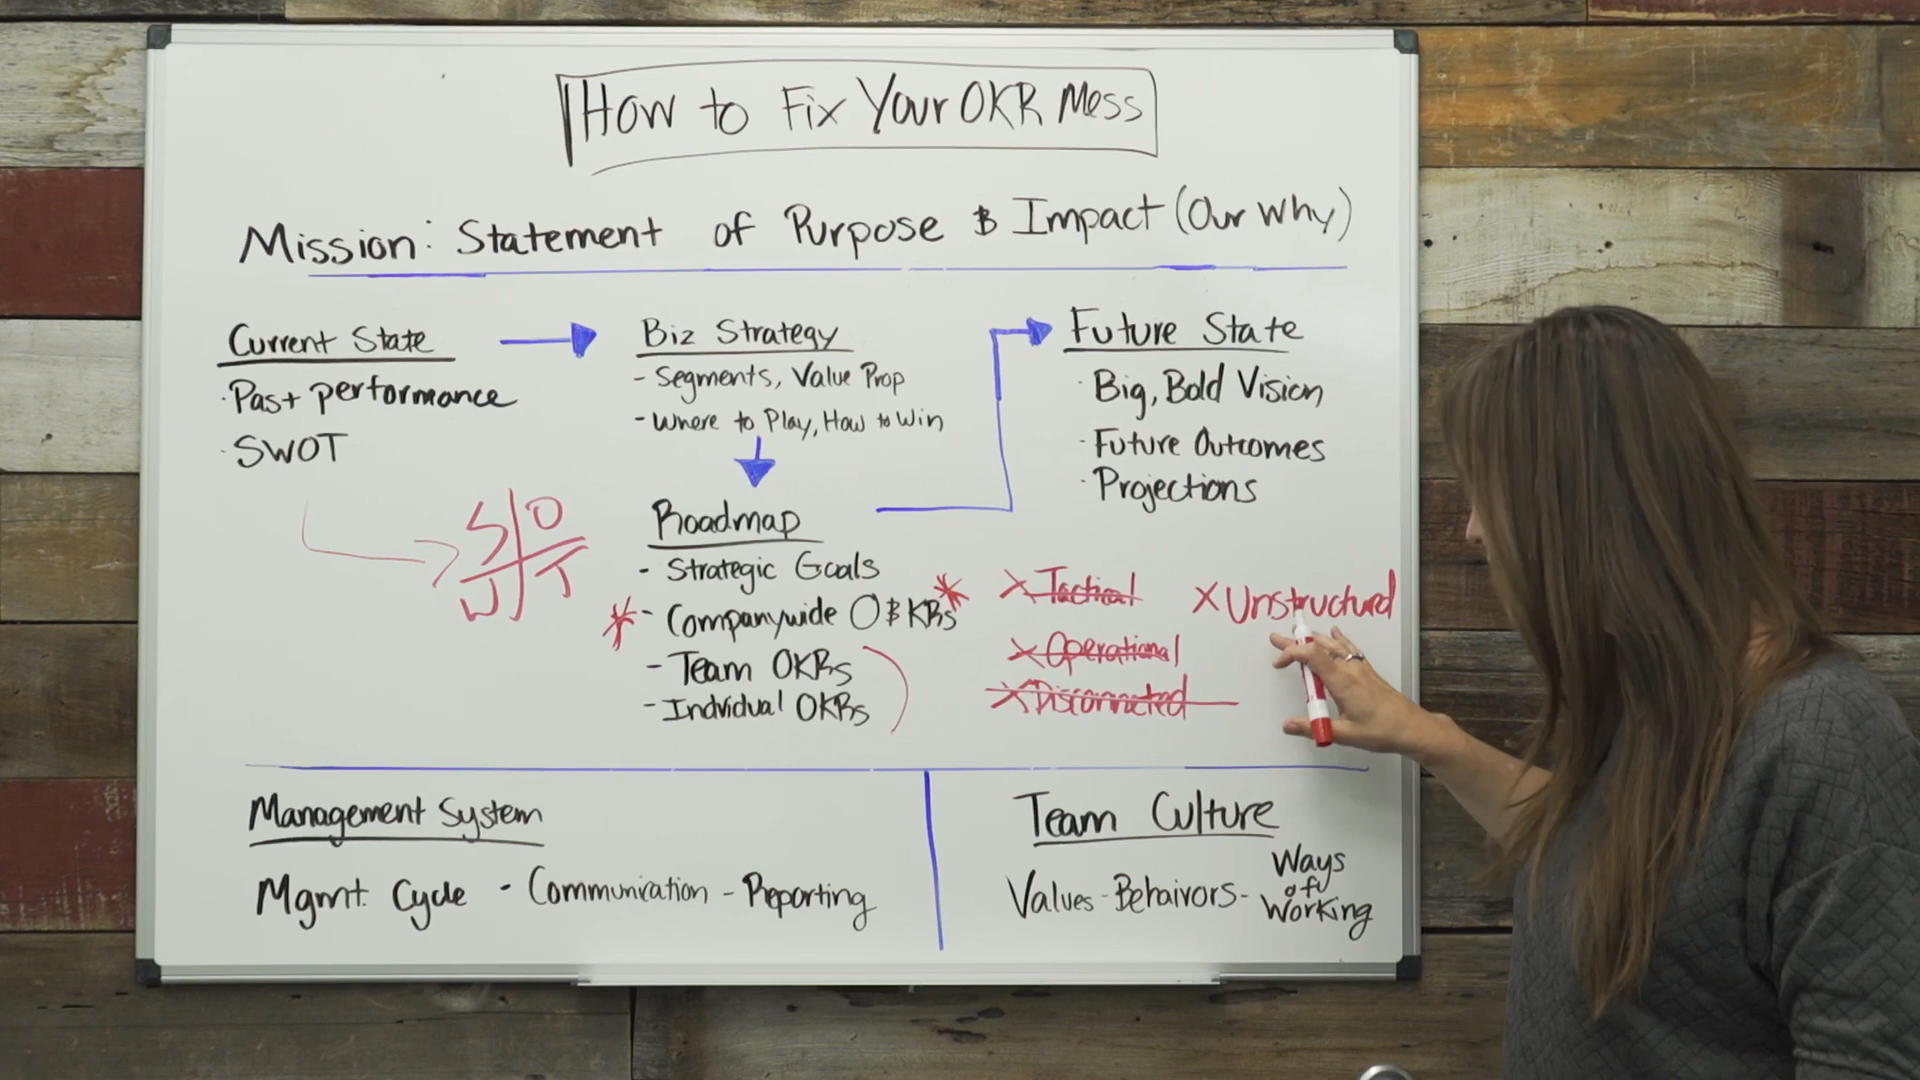 How to Fix Your OKR Mess
Mission: Statement of Purpose & Impact (Our Why)
Current State
· Past performance
· SWOT
S O
W T
Biz Strategy
- Segments, Value Prop
- Where to Play, How to Win
Roadmap
- Strategic Goals
* - Companywide O & KRs *
- Team OKRs
- Individual OKRs
Future State
· Big, Bold Vision
· Future Outcomes
· Projections
X Tactical
X Operational
X Disconnected
X Unstructured
Management System
Mgmt. Cycle - Communication - Reporting
Team Culture
Values - Behaivors - Ways of Working